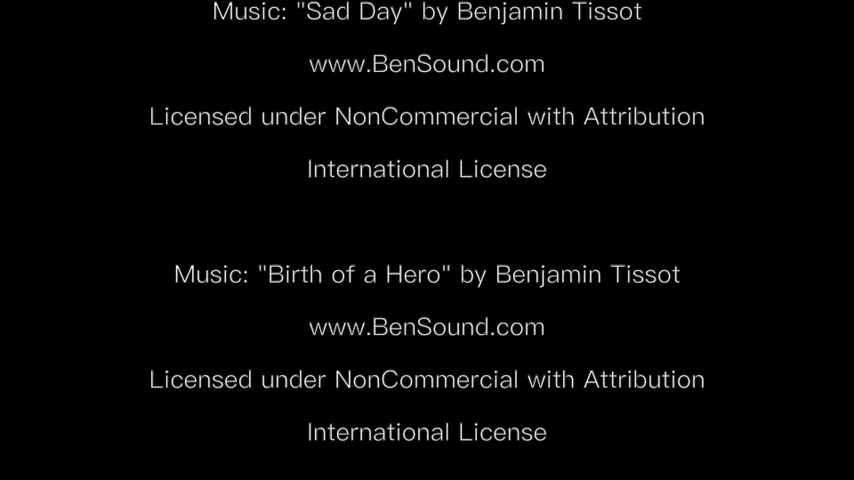 Music: "Sad Day" by Benjamin Tissot
www.BenSound.com
Licensed under NonCommercial with Attribution
International License
Music: "Birth of a Hero" by Benjamin Tissot
www.BenSound.com
Licensed under NonCommercial with Attribution
International License